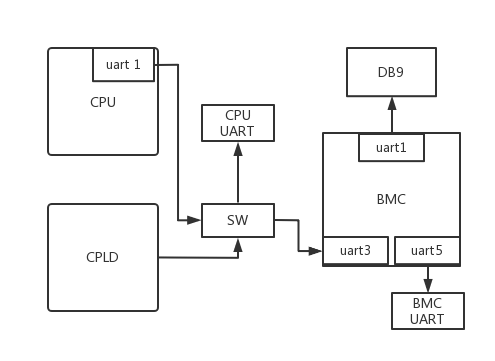 uart 1
CPU
DB9
CPU
UART
uart1
BMC
SW
uart3
uart5
CPLD
BMC
UART